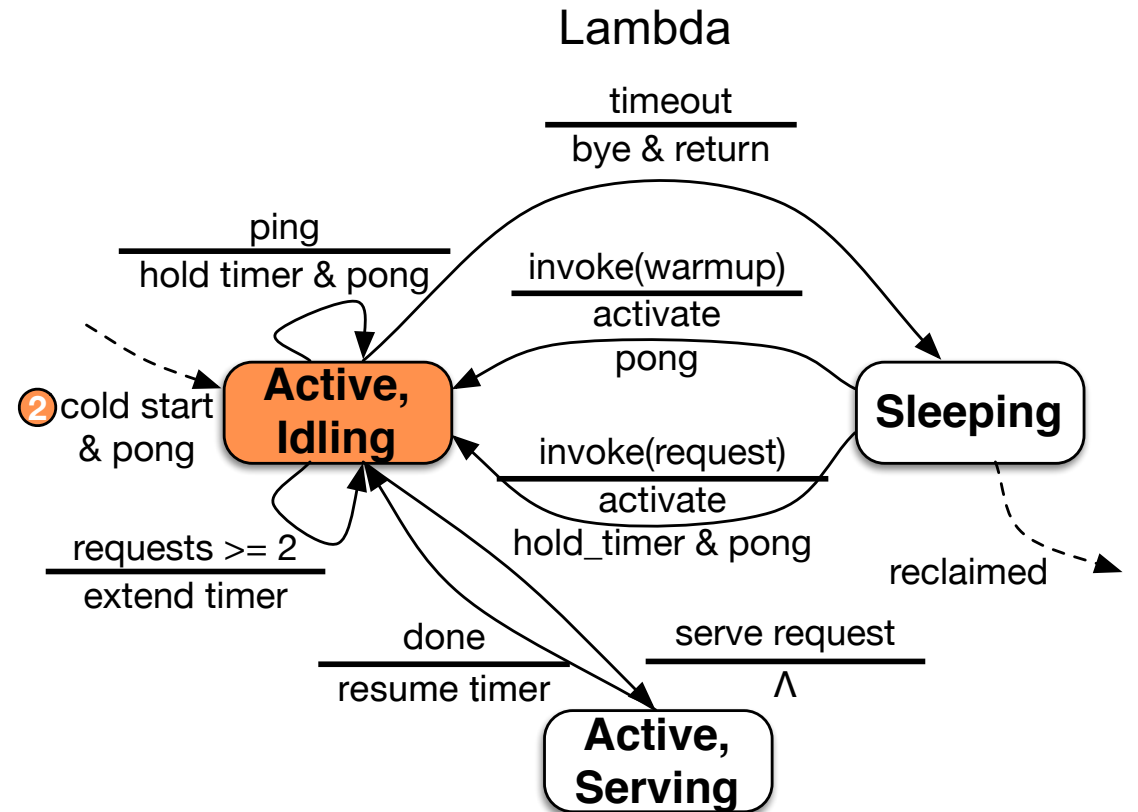 Lambda
timeout
bye & return
ping
hold timer & pong
invoke(warmup)
activate
pong
2 cold start
& pong
Active,
Idling
Sleeping
invoke(request)
activate
hold_timer & pong
requests >= 2
extend timer
reclaimed
done
resume timer
serve request
Λ
Active,
Serving